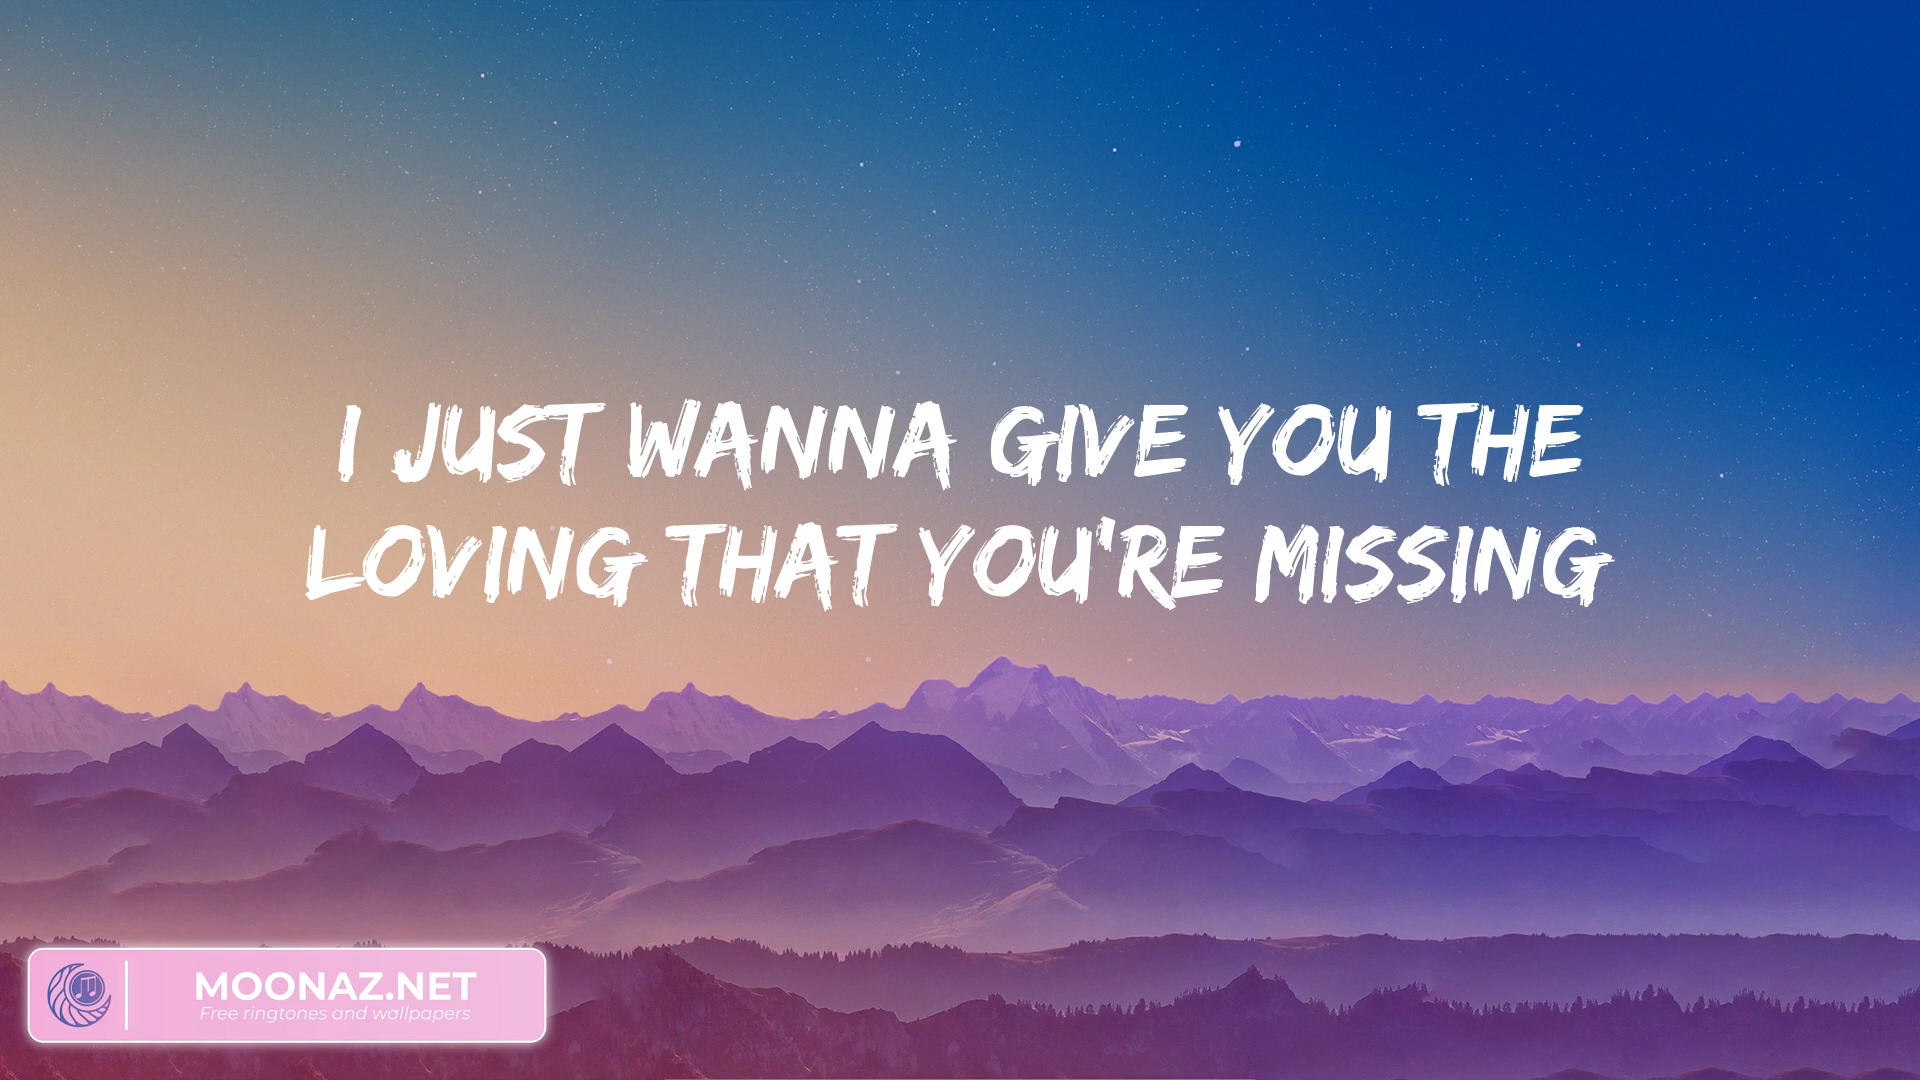 I JUST WANNA GIVE YOU THE
LOVING THAT YOU'RE MISSING
MOONAZ.NET
Free ringtones and wallpapers